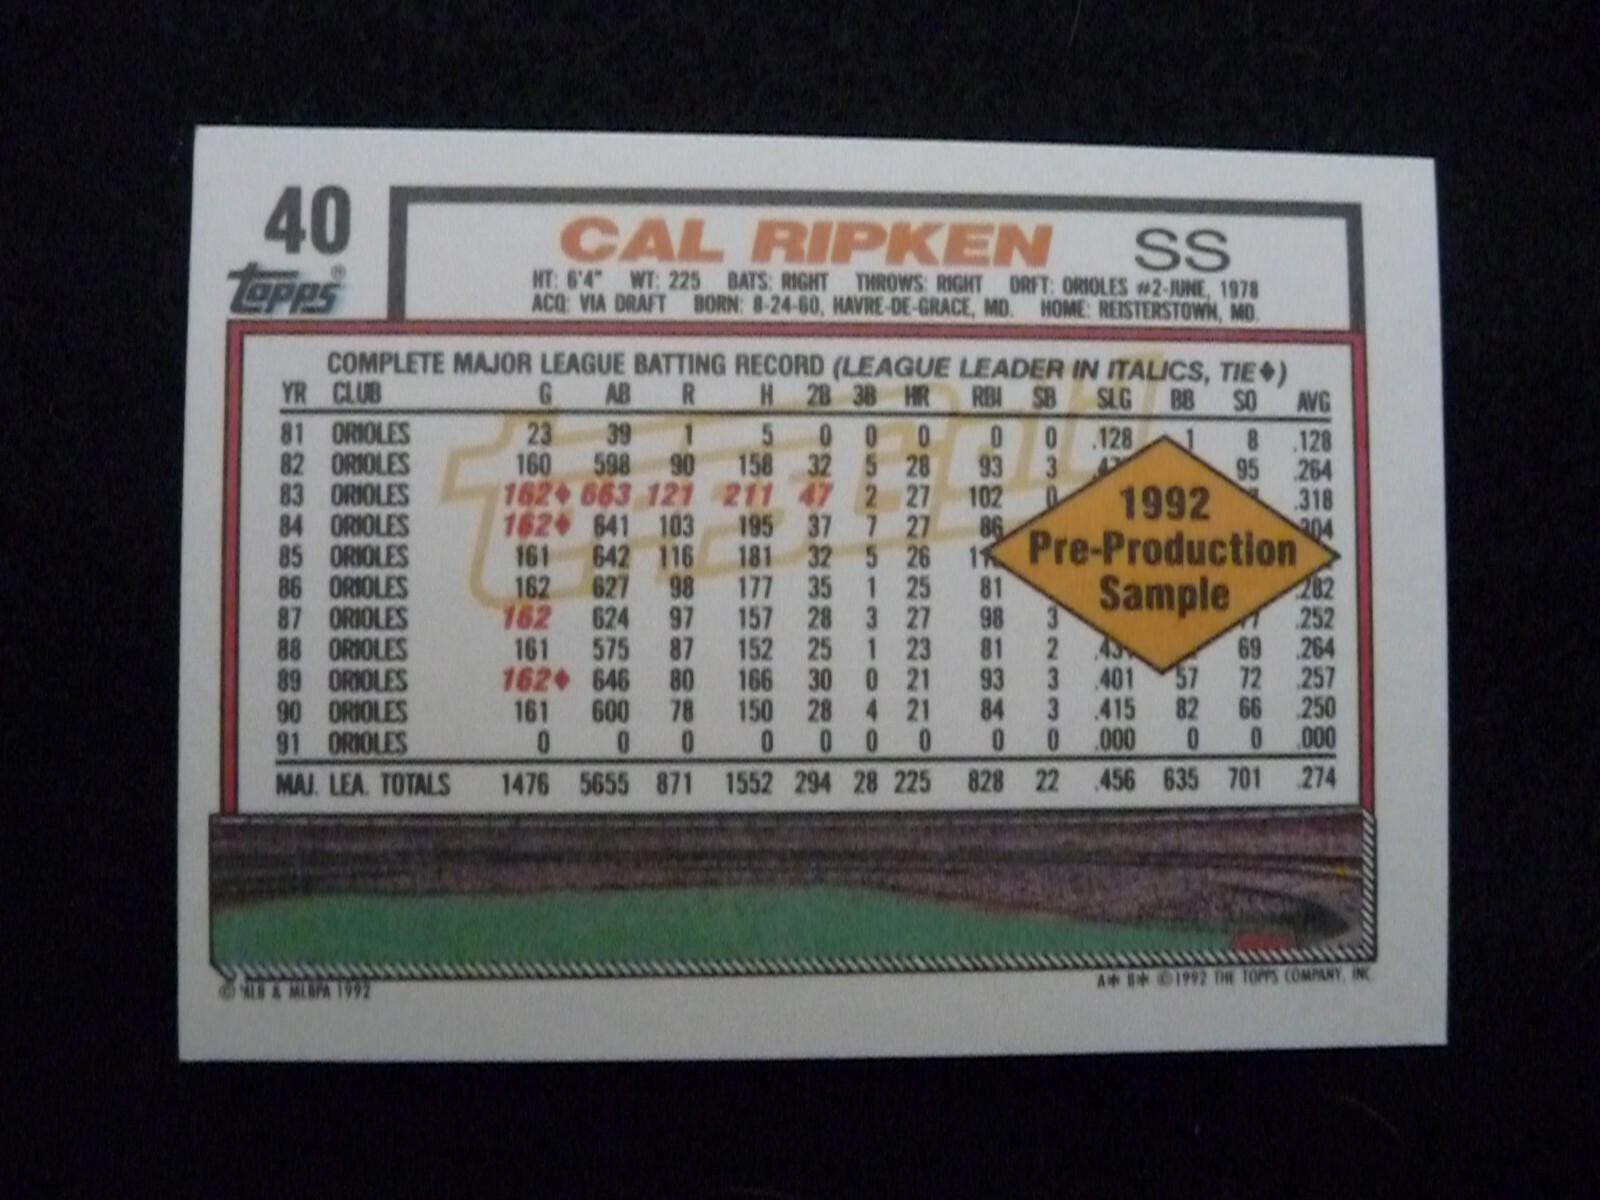 40
Topps®
CAL RIPKEN SS
HT: 6'4" WT: 225 BATS: RIGHT THROWS: RIGHT DRFT: ORIOLES #2-JUNE, 1978
ACQ: VIA DRAFT BORN: 8-24-60, HAVRE-DE-GRACE, MD. HOME: REISTERSTOWN, MD.
COMPLETE MAJOR LEAGUE BATTING RECORD (LEAGUE LEADER IN ITALICS, TIE♦)
YR CLUB G AB R H 2B 3B HR RBI SB SLG BB SO AVG
81 ORIOLES 23 39 1 5 0 0 0 0 0 .128 1 8 .128
82 ORIOLES 160 598 90 158 32 5 28 93 3 95 .264
83 ORIOLES 162♦ 663 121 211 47 2 27 102 0 .318
84 ORIOLES 162♦ 641 103 195 37 7 27 86 .304
85 ORIOLES 161 642 116 181 32 5 26
86 ORIOLES 162 627 98 177 35 1 25 81 .282
87 ORIOLES 162 624 97 157 28 3 27 98 3 .252
88 ORIOLES 161 575 87 152 25 1 23 81 2 69 .264
89 ORIOLES 162♦ 646 80 166 30 0 21 93 3 .401 57 72 .257
90 ORIOLES 161 600 78 150 28 4 21 84 3 .415 82 66 .250
91 ORIOLES 0 0 0 0 0 0 0 0 0 .000 0 0 .000
MAJ. LEA. TOTALS 1476 5655 871 1552 294 28 225 828 22 .456 635 701 .274
1992
Pre-Production
Sample
© MLB & MLBPA 1992
A* B* ©1992 THE TOPPS COMPANY, INC.